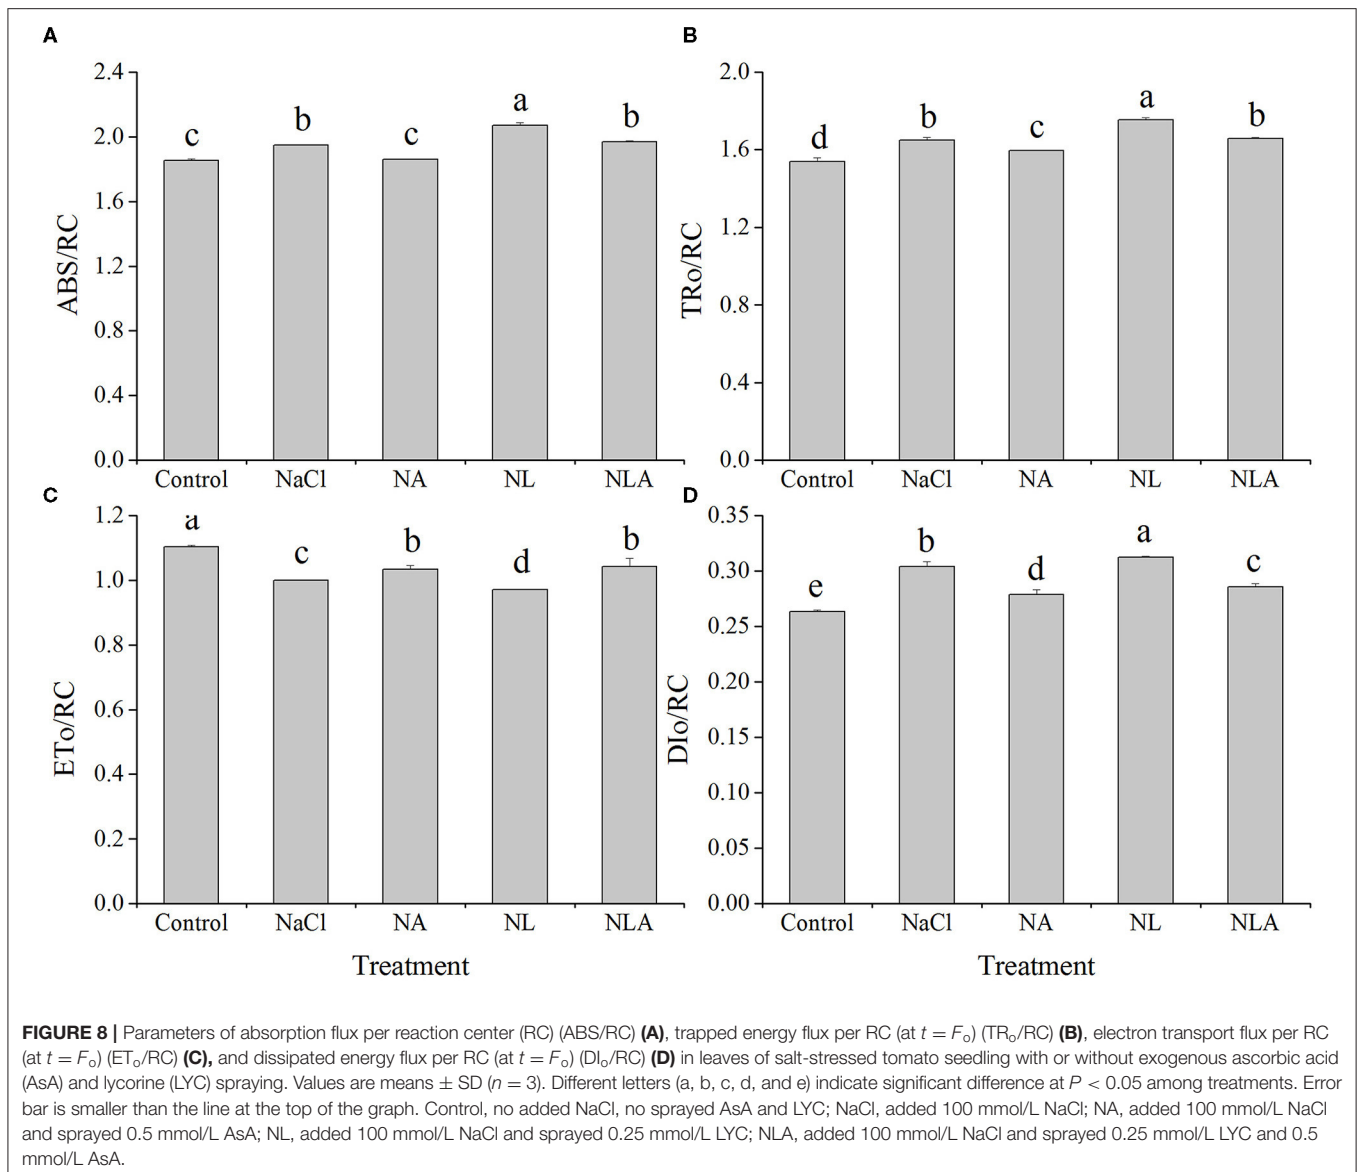 A
2.4
2.0
1.6
1.2
0.8
0.4
0.0
ABS/RC
c
b
c
a
b
Control NaCl NA NL NLA
B
2.0
1.6
1.2
0.8
0.4
0.0
TRo/RC
d
b
c
a
b
Control NaCl NA NL NLA
C
1.2
1.0
0.8
0.6
0.4
0.2
0.0
ETo/RC
a
c
b
d
b
Control NaCl NA NL NLA
Treatment
D
0.35
0.30
0.25
0.20
0.15
0.10
0.05
0.00
DIo/RC
e
b
d
a
c
Control NaCl NA NL NLA
Treatment
FIGURE 8 | Parameters of absorption flux per reaction center (RC) (ABS/RC) (A), trapped energy flux per RC (at t = Fo) (TRo/RC) (B), electron transport flux per RC
(at t = Fo) (ETo/RC) (C), and dissipated energy flux per RC (at t = Fo) (DIo/RC) (D) in leaves of salt-stressed tomato seedling with or without exogenous ascorbic acid
(AsA) and lycorine (LYC) spraying. Values are means ± SD (n = 3). Different letters (a, b, c, d, and e) indicate significant difference at P < 0.05 among treatments. Error
bar is smaller than the line at the top of the graph. Control, no added NaCl, no sprayed AsA and LYC; NaCl, added 100 mmol/L NaCl; NA, added 100 mmol/L NaCl
and sprayed 0.5 mmol/L AsA; NL, added 100 mmol/L NaCl and sprayed 0.25 mmol/L LYC; NLA, added 100 mmol/L NaCl and sprayed 0.25 mmol/L LYC and 0.5
mmol/L AsA.